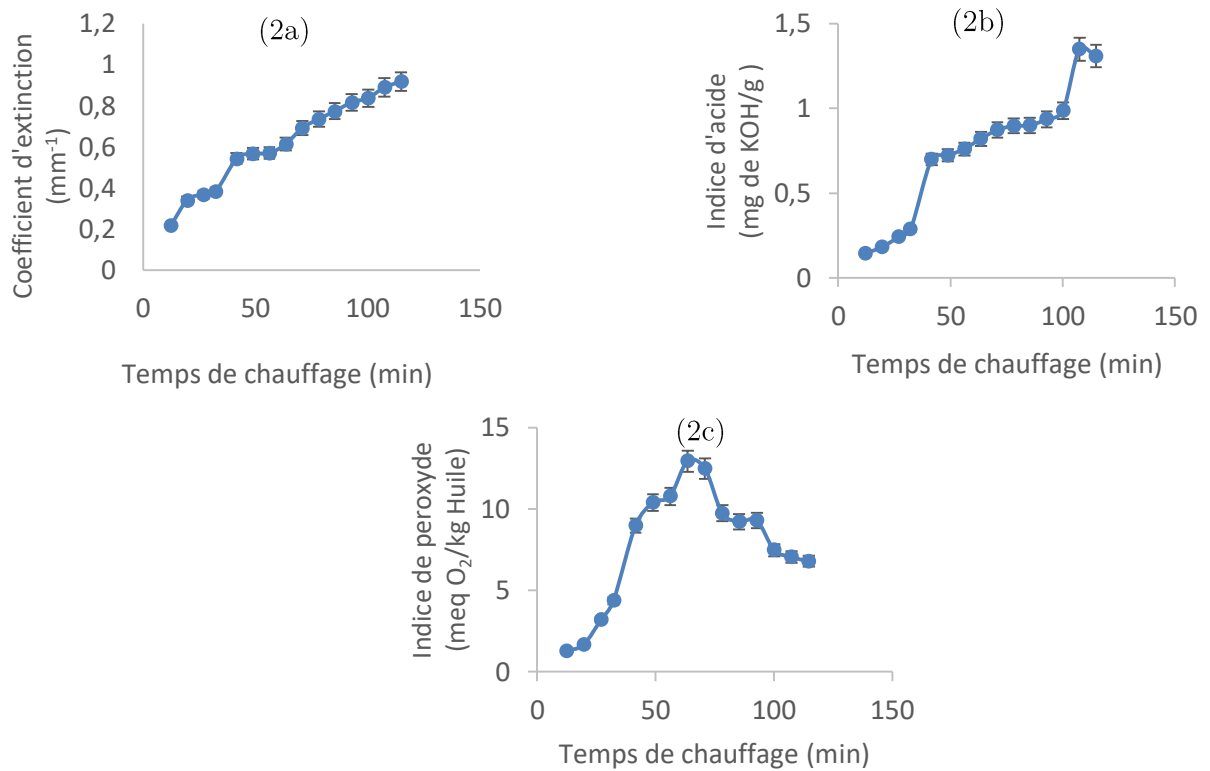 (2a)
Coefficient d'extinction
(mm⁻¹)
1,2
1
0,8
0,6
0,4
0,2
0
0 50 100 150
Temps de chauffage (min)
(2b)
Indice d'acide
(mg de KOH/g )
1,5
1
0,5
0
0 50 100 150
Temps de chauffage (min)
(2c)
Indice de peroxyde
(meq O₂/kg Huile)
15
10
5
0
0 50 100 150
Temps de chauffage (min)